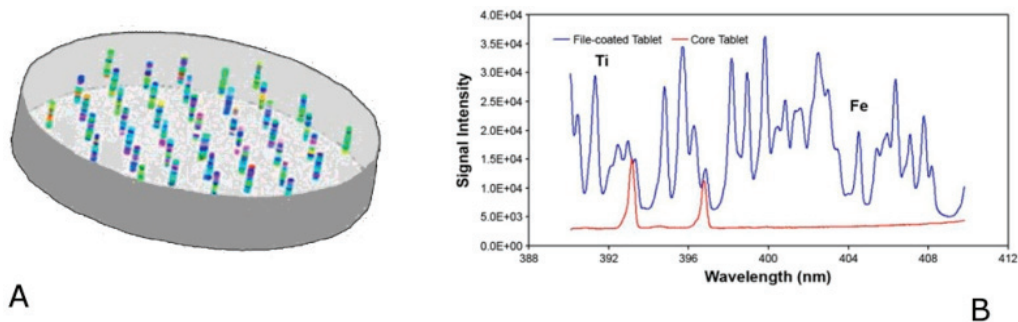 4.0E+04
3.5E+04
3.0E+04
2.5E+04
2.0E+04
1.5E+04
1.0E+04
5.0E+03
0.0E+00
Signal Intensity
File-coated Tablet Core Tablet
Ti
Fe
388 392 396 400 404 408 412
Wavelength (nm)
A
B